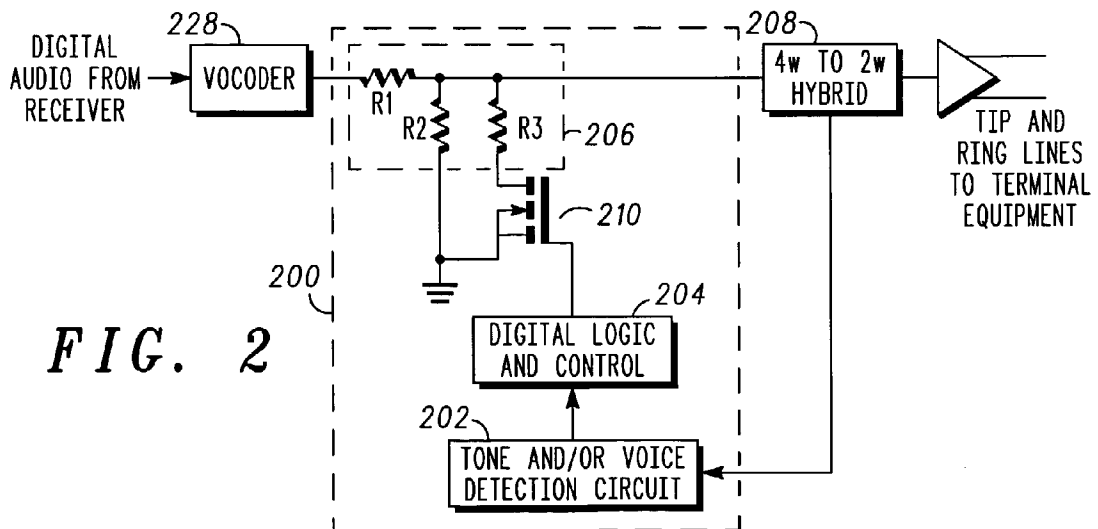 DIGITAL
AUDIO FROM
RECEIVER
228
VOCODER
R1
R2
R3
206
208
4w TO 2w
HYBRID
TIP AND
RING LINES
TO TERMINAL
EQUIPMENT
210
200
204
DIGITAL LOGIC
AND CONTROL
202
TONE AND/OR VOICE
DETECTION CIRCUIT
FIG. 2